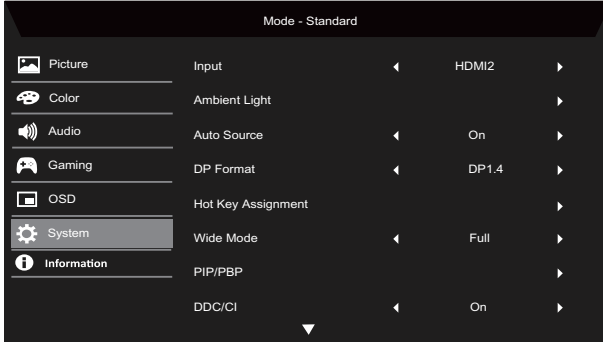 Mode - Standard
Picture
Color
Audio
Gaming
OSD
System
Information
Input HDMI2
Ambient Light
Auto Source On
DP Format DP1.4
Hot Key Assignment
Wide Mode Full
PIP/PBP
DDC/CI On